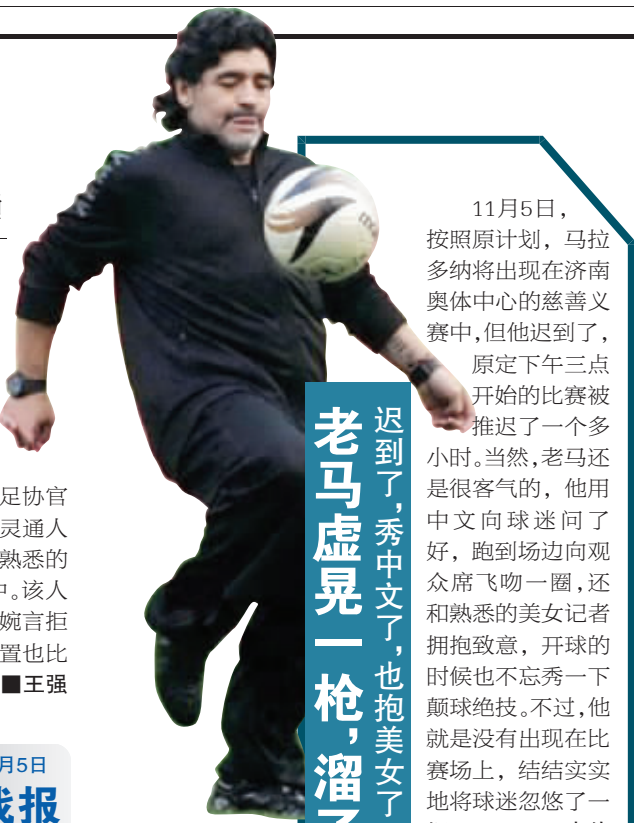 足协官
灵通人
熟悉的
中。该人
婉言拒
置也比
■王强
月5日
战报
老马虚晃一枪,溜了
迟到了,秀中文了,也抱美女了
11月5日,
按照原计划,马拉
多纳将出现在济南
奥体中心的慈善义
赛中,但他迟到了,
原定下午三点
开始的比赛被
推迟了一个多
小时。当然,老马还
是很客气的,他用
中文向球迷问了
好,跑到场边向观
众席飞吻一圈,还
和熟悉的美女记者
拥抱致意,开球的
时候也不忘秀一下
颠球绝技。不过,他
就是没有出现在比
赛场上,结结实实
地将球迷忽悠了一